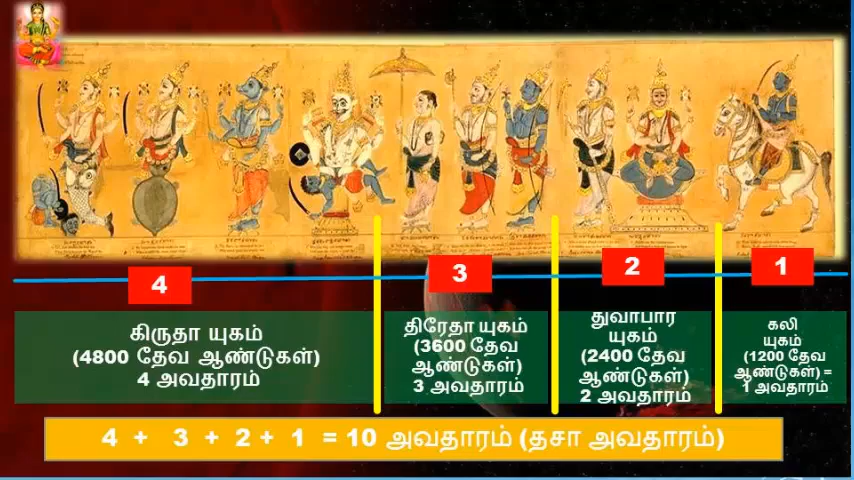 4
3
2
1
கிருதா யுகம்
(4800 தேவ ஆண்டுகள்)
4 அவதாரம்
திரேதா யுகம்
(3600 தேவ
ஆண்டுகள்)
3 அவதாரம்
துவாபார
யுகம்
(2400 தேவ
ஆண்டுகள்)
2 அவதாரம்
கலி
யுகம்
(1200 தேவ
ஆண்டுகள்) =
1 அவதாரம்
4 + 3 + 2 + 1 = 10 அவதாரம் (தசா அவதாரம்)